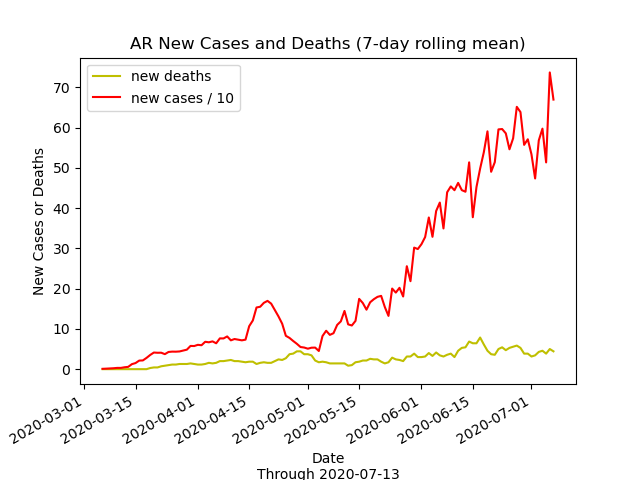 AR New Cases and Deaths (7-day rolling mean)
new deaths
new cases / 10
New Cases or Deaths
70
60
50
40
30
20
10
0
2020-03-01
2020-03-15
2020-04-01
2020-04-15
2020-05-01
2020-05-15
2020-06-01
2020-06-15
2020-07-01
Date
Through 2020-07-13